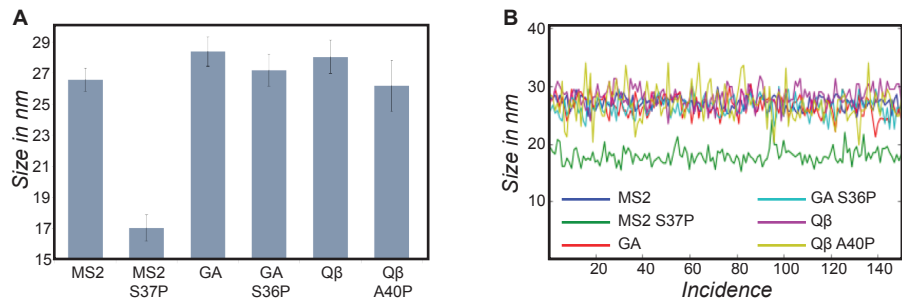 A
Size in nm
29
27
25
23
21
19
17
15
MS2
MS2
S37P
GA
GA
S36P
Qβ
Qβ
A40P
B
Size in nm
40
30
20
10
MS2
MS2 S37P
GA
GA S36P
Qβ
Qβ A40P
20 40 60 80 100 120 140
Incidence